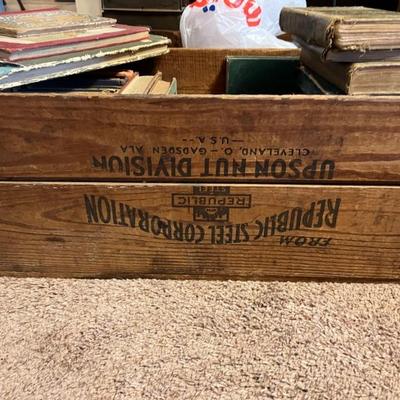 FROM
REPUBLIC STEEL CORPORATION
REPUBLIC
STEEL
UPSON NUT DIVISION
CLEVELAND, O. – GADSDEN, ALA
– U.S.A. –